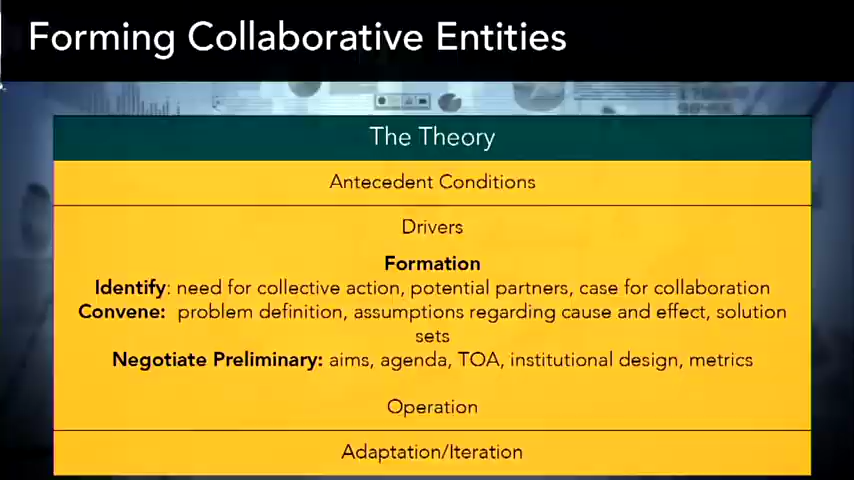 Forming Collaborative Entities
The Theory
Antecedent Conditions
Drivers
Formation
Identify: need for collective action, potential partners, case for collaboration
Convene: problem definition, assumptions regarding cause and effect, solution
sets
Negotiate Preliminary: aims, agenda, TOA, institutional design, metrics
Operation
Adaptation/Iteration